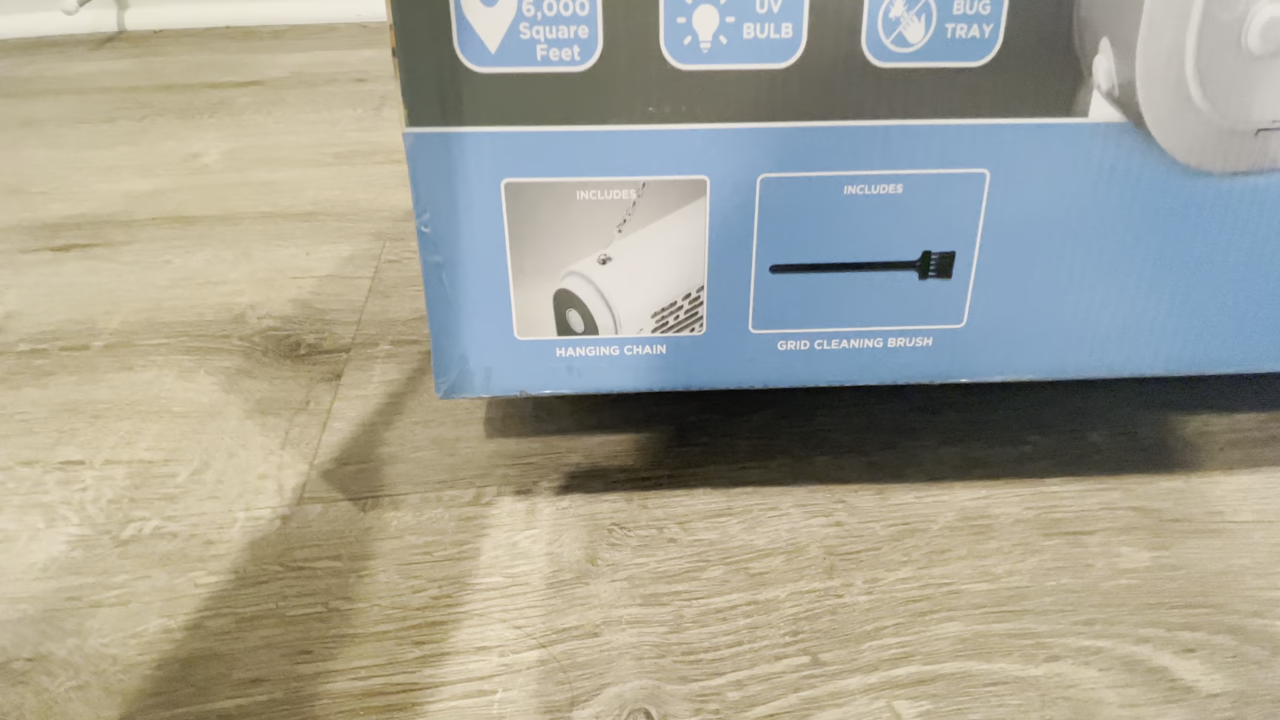 6,000
Square
Feet
UV
BULB
BUG
TRAY
INCLUDES
HANGING CHAIN
INCLUDES
GRID CLEANING BRUSH